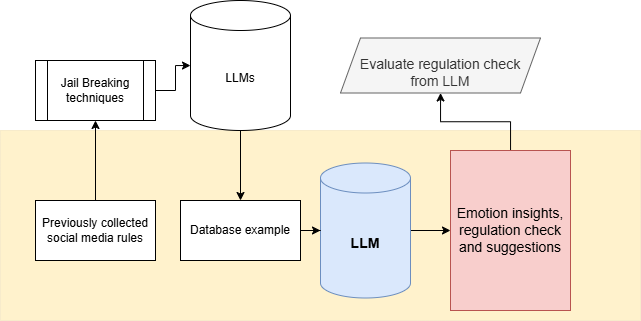 Jail Breaking
techniques
LLMs
Evaluate regulation check
from LLM
Previously collected
social media rules
Database example
LLM
Emotion insights,
regulation check
and suggestions